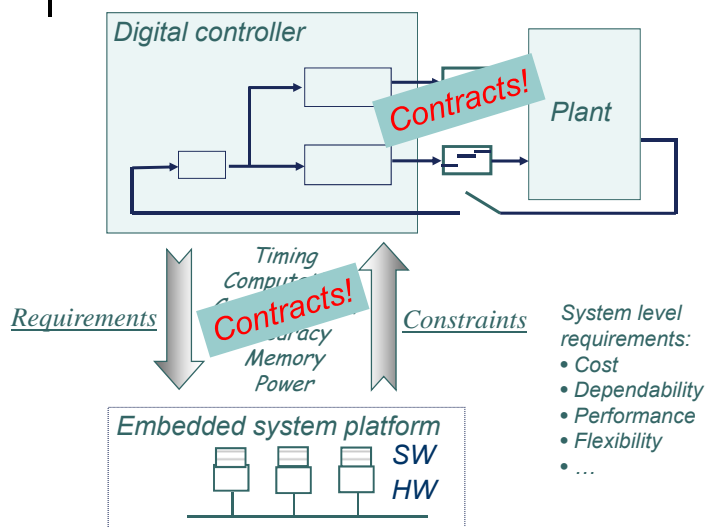 Digital controller
Contracts!
Plant
Timing
Contracts!
Memory
Power
Requirements
Constraints
System level
requirements:
• Cost
• Dependability
• Performance
• Flexibility
• ...
Embedded system platform
SW
HW